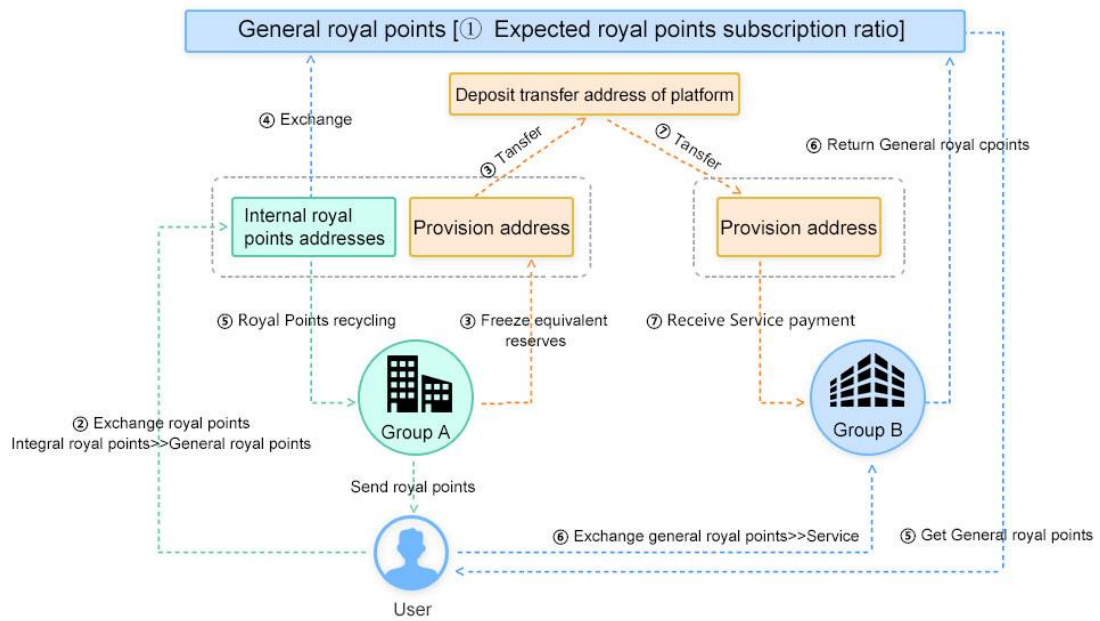 General royal points [① Expected royal points subscription ratio]
Deposit transfer address of platform
④ Exchange
③ Tansfer
⑦ Tansfer
⑥ Return General royal cpoints
Internal royal
points addresses
Provision address
Provision address
⑤ Royal Points recycling
③ Freeze equivalent
reserves
⑦ Receive Service payment
② Exchange royal points
Integral royal points>>General royal points
Group A
Group B
Send royal points
⑥ Exchange general royal points>>Service
⑤ Get General royal points
User